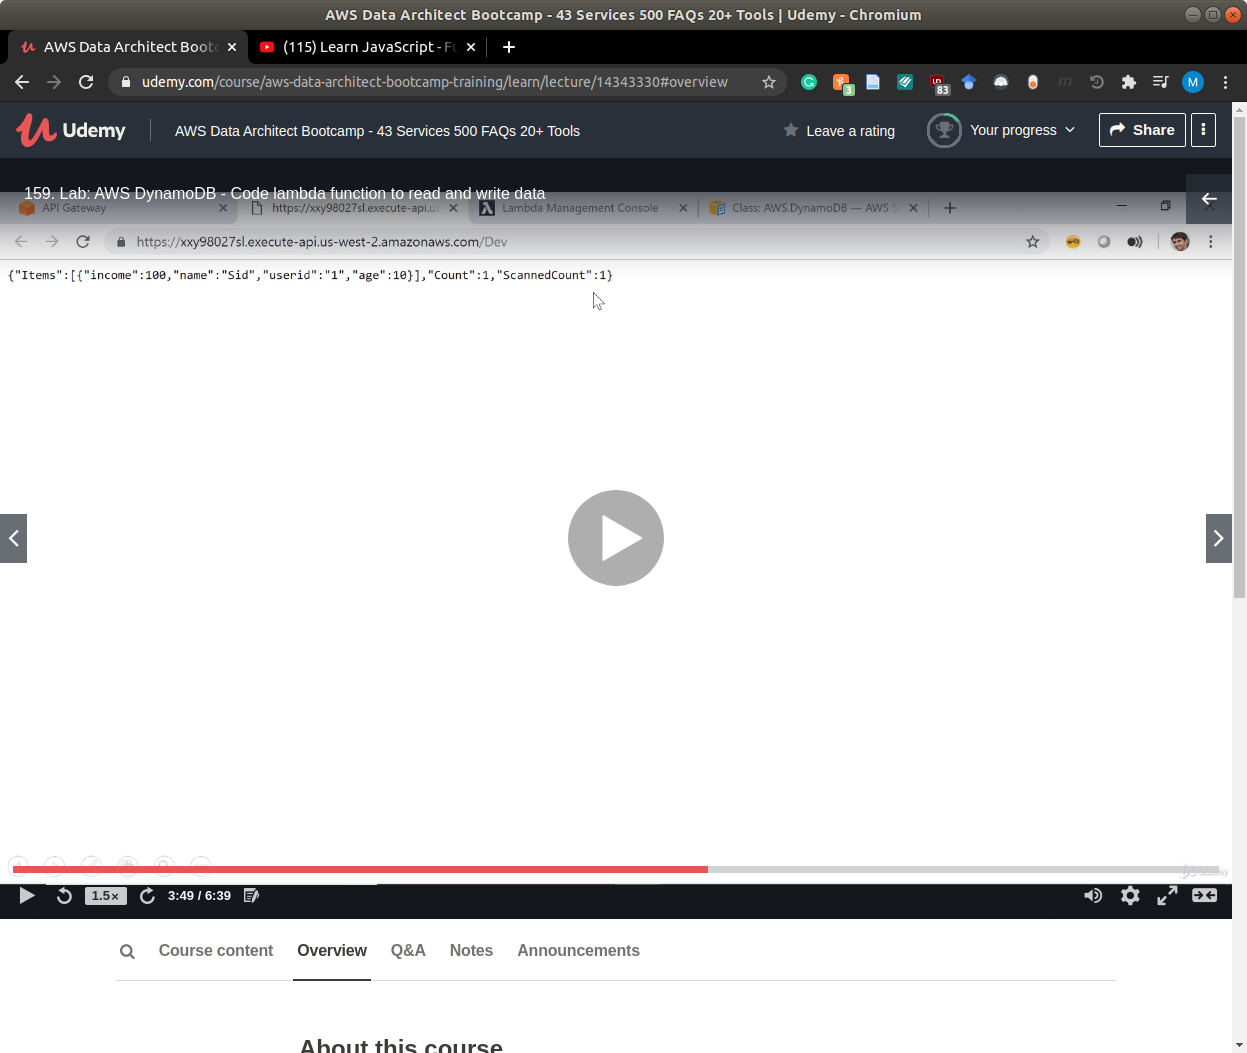 AWS Data Architect Bootcamp - 43 Services 500 FAQs 20+ Tools | Udemy - Chromium
AWS Data Architect Bootc
(115) Learn JavaScript - Fu
udemy.com/course/aws-data-architect-bootcamp-training/learn/lecture/14343330#overview
3
83
M
Udemy
AWS Data Architect Bootcamp - 43 Services 500 FAQs 20+ Tools
Leave a rating
Your progress
Share
159. Lab: AWS DynamoDB - Code lambda function to read and write data
API Gateway
https://xxy98027sl.execute-api.us
Lambda Management Console
Class: AWS.DynamoDB — AWS S
https://xxy98027sl.execute-api.us-west-2.amazonaws.com/Dev
{"Items":[{"income":100,"name":"Sid","userid":"1","age":10}],"Count":1,"ScannedCount":1}
1.5×
3:49 / 6:39
Course content
Overview
Q&A
Notes
Announcements
About this course